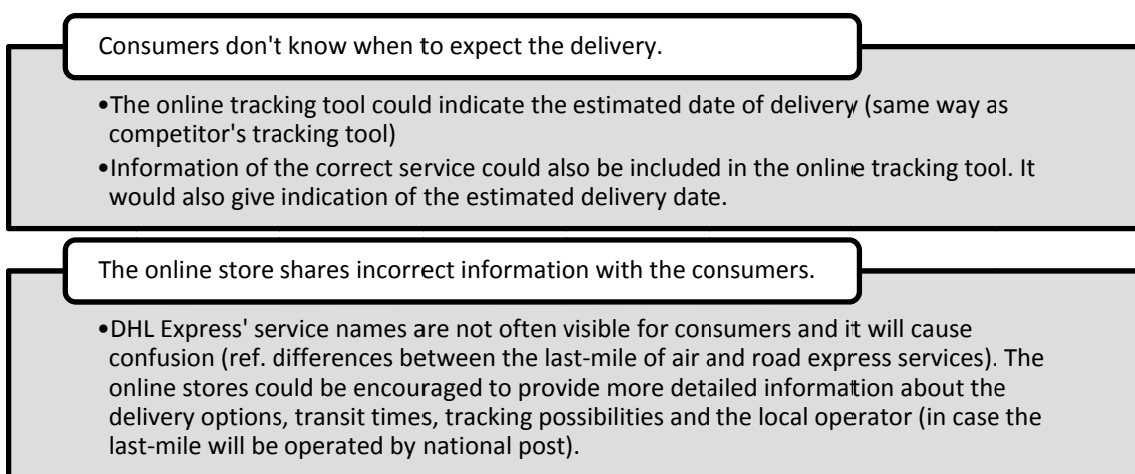 Consumers don't know when to expect the delivery.
•The online tracking tool could indicate the estimated date of delivery (same way as
competitor's tracking tool)
•Information of the correct service could also be included in the online tracking tool. It
would also give indication of the estimated delivery date.
The online store shares incorrect information with the consumers.
•DHL Express' service names are not often visible for consumers and it will cause
confusion (ref. differences between the last-mile of air and road express services). The
online stores could be encouraged to provide more detailed information about the
delivery options, transit times, tracking possibilities and the local operator (in case the
last-mile will be operated by national post).